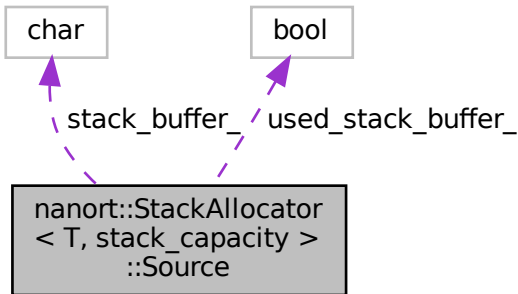 char
bool
stack_buffer_
used_stack_buffer_
nanort::StackAllocator
< T, stack_capacity >
::Source